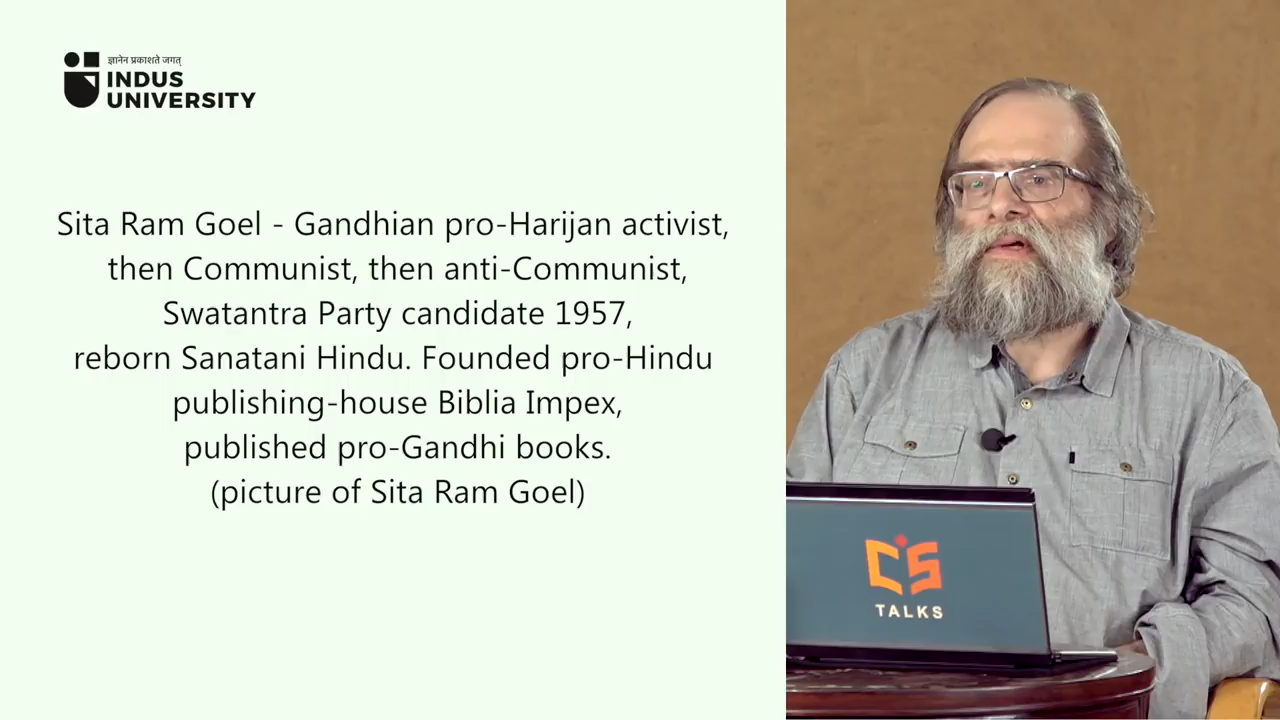 ज्ञानेन प्रकाशते जगत्
INDUS
UNIVERSITY
Sita Ram Goel - Gandhian pro-Harijan activist,
then Communist, then anti-Communist,
Swatantra Party candidate 1957,
reborn Sanatani Hindu. Founded pro-Hindu
publishing-house Biblia Impex,
published pro-Gandhi books.
(picture of Sita Ram Goel)
CIS
TALKS